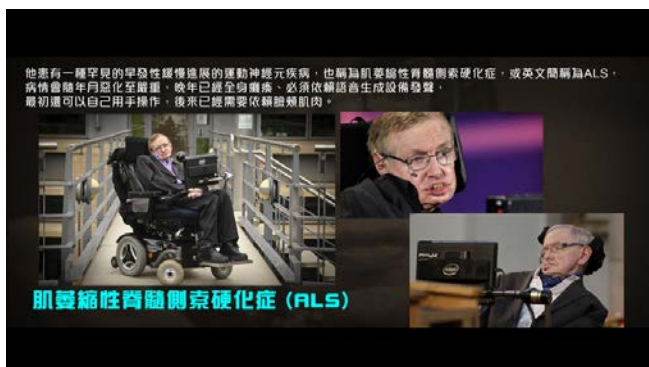 他患有一種罕見的早發性緩慢進展的運動神經元疾病，也稱為肌萎縮性脊髓側索硬化症，或英文簡稱為ALS，
病情會隨年月惡化至嚴重，晚年已經全身癱瘓、必須依賴語音生成設備發聲，
最初還可以自己用手操作，後來已經需要依賴臉頰肌肉。
intel
肌萎縮性脊髓側索硬化症 (ALS)